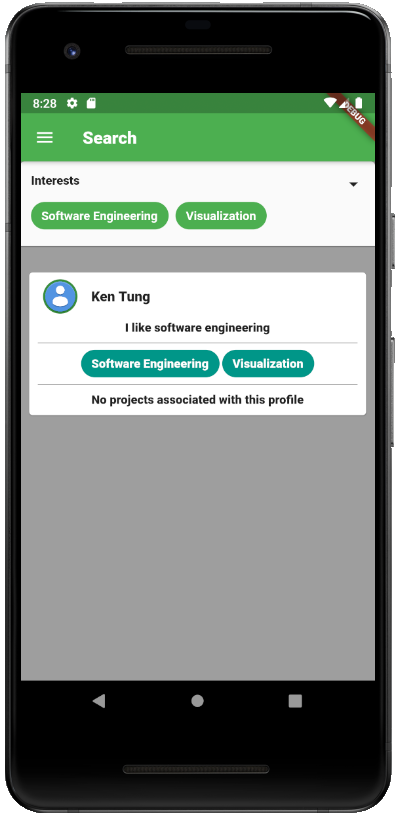 8:28
DEBUG
Search
Interests
Software Engineering Visualization
Ken Tung
I like software engineering
Software Engineering Visualization
No projects associated with this profile